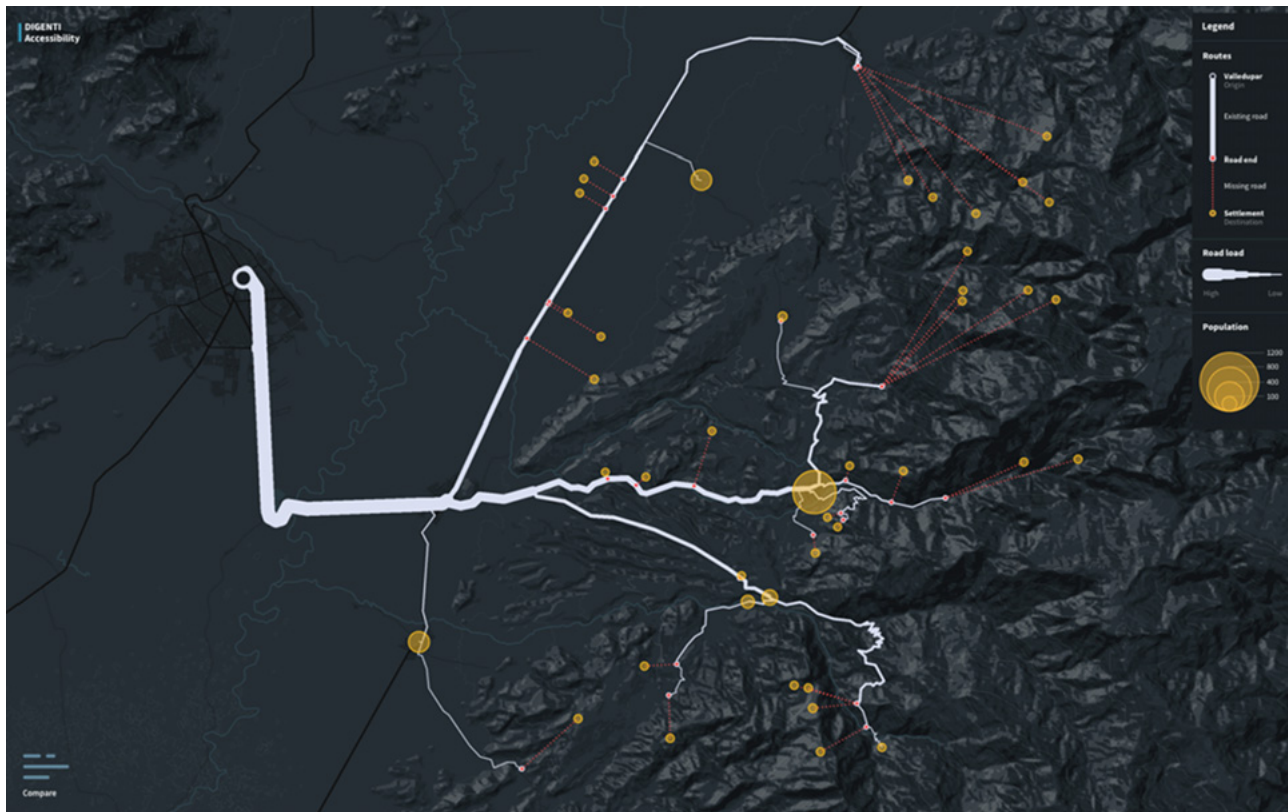 DIGENTI
Accessibility
Legend
Routes
Valledupar
Origin
Existing road
Road end
Missing road
Settlement
Destination
Road load
High Low
Population
1200
800
400
100
Compare